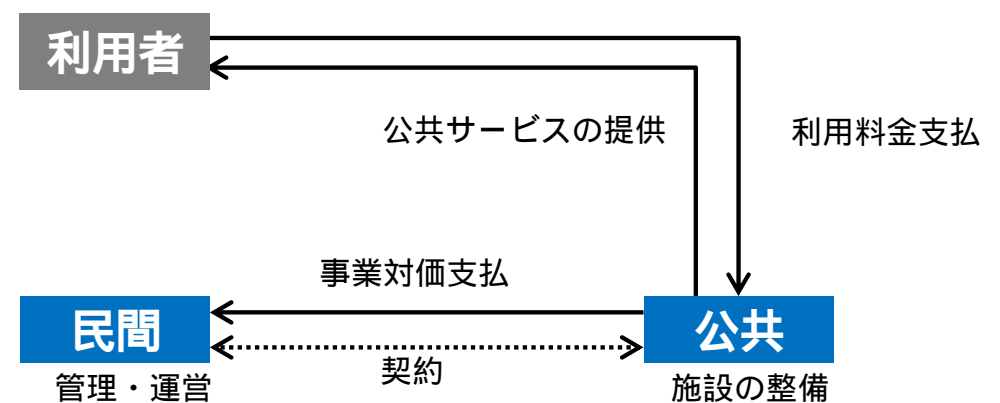 利用者
公共サービスの提供
利用料金支払
事業対価支払
民間
公共
契約
管理・運営
施設の整備